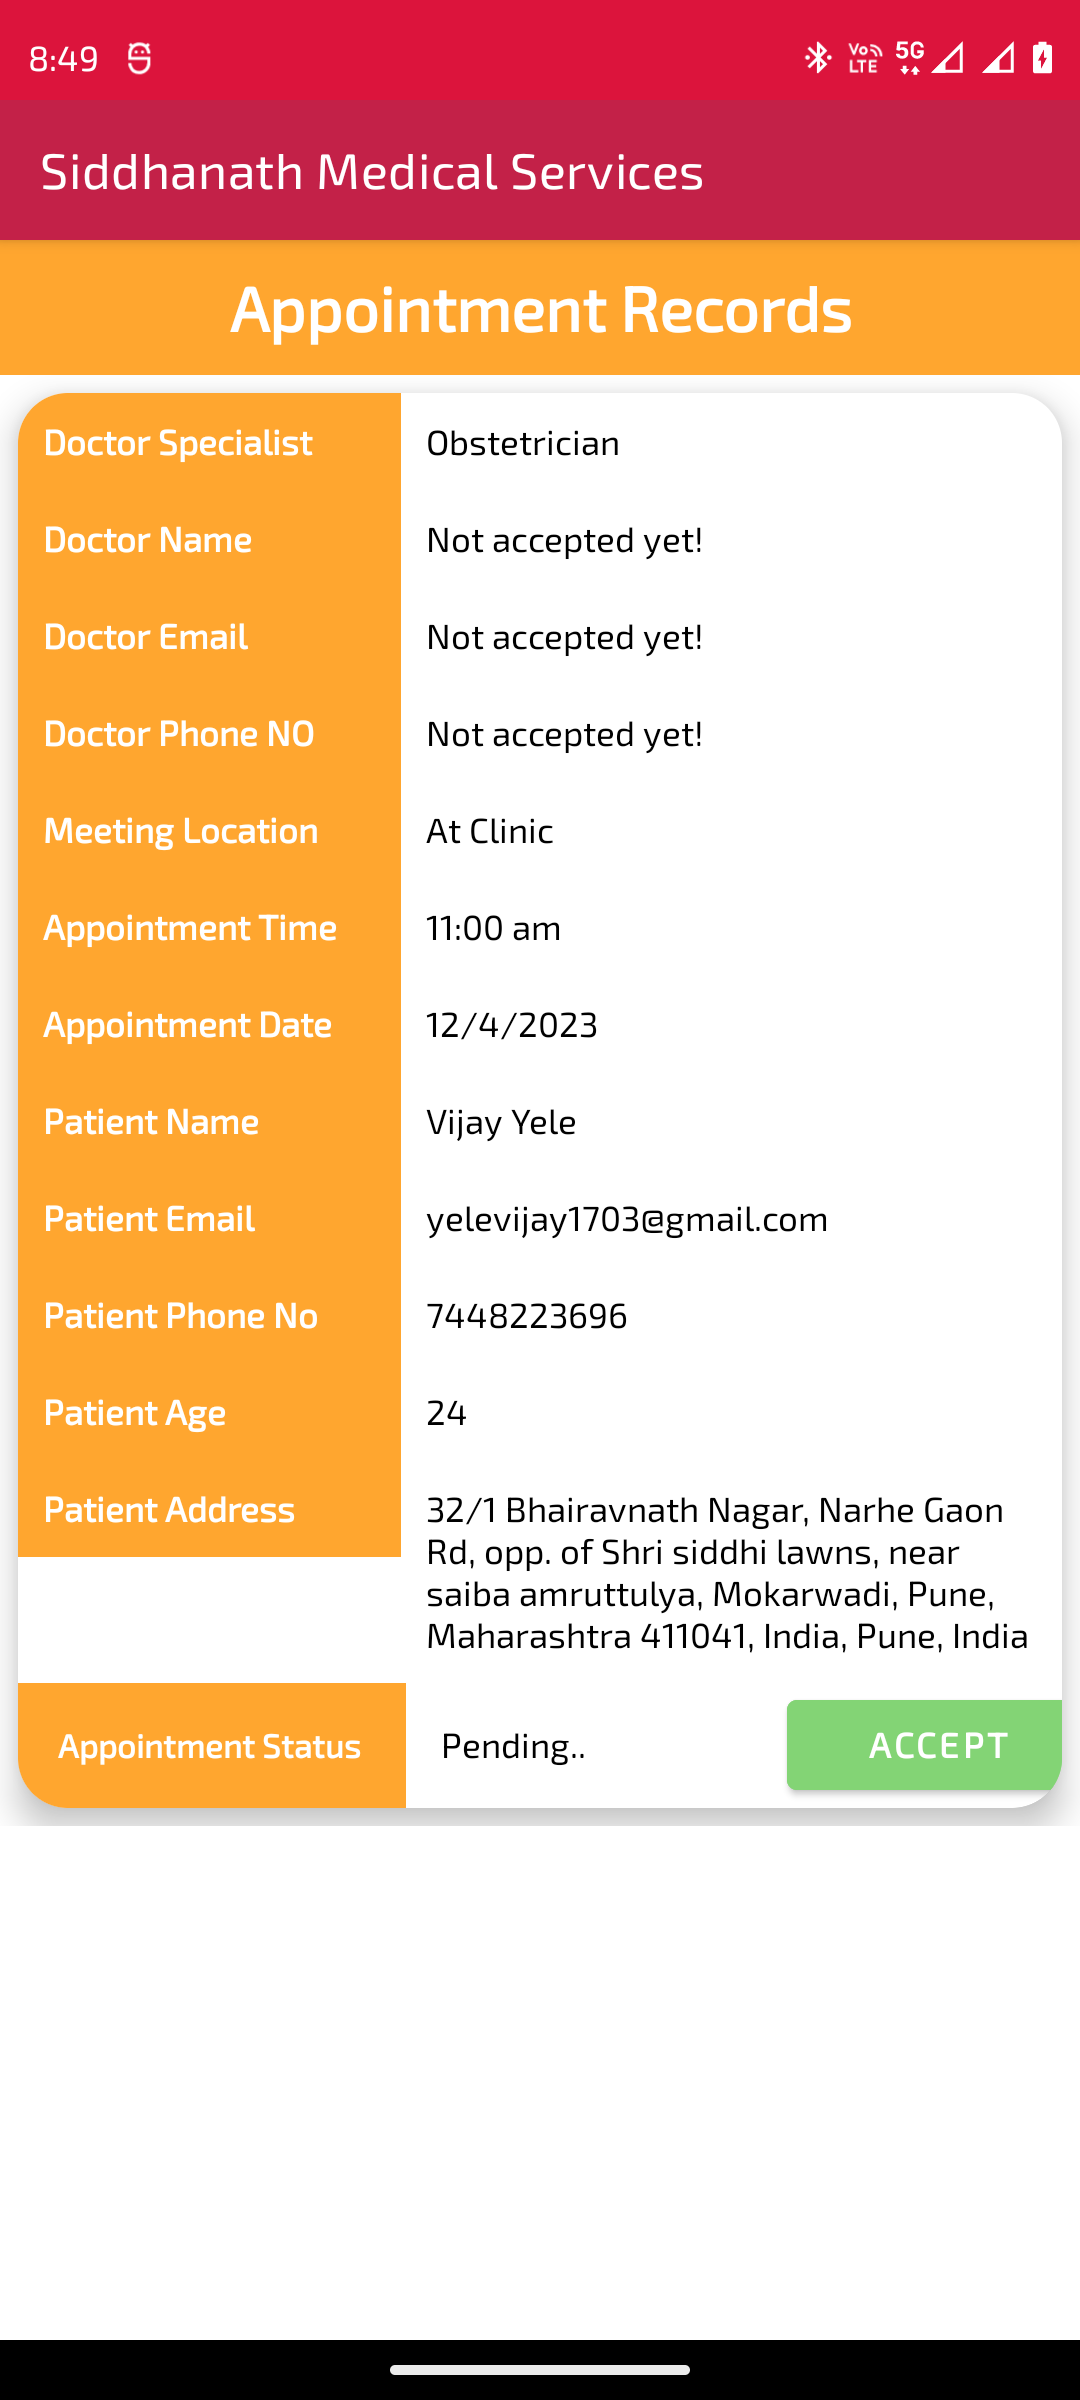 8:49
Vo LTE 5G
Siddhanath Medical Services
Appointment Records
Doctor Specialist Obstetrician
Doctor Name Not accepted yet!
Doctor Email Not accepted yet!
Doctor Phone NO Not accepted yet!
Meeting Location At Clinic
Appointment Time 11:00 am
Appointment Date 12/4/2023
Patient Name Vijay Yele
Patient Email yelevijay1703@gmail.com
Patient Phone No 7448223696
Patient Age 24
Patient Address 32/1 Bhairavnath Nagar, Narhe Gaon
Rd, opp. of Shri siddhi lawns, near
saiba amruttulya, Mokarwadi, Pune,
Maharashtra 411041, India, Pune, India
Appointment Status Pending.. ACCEPT